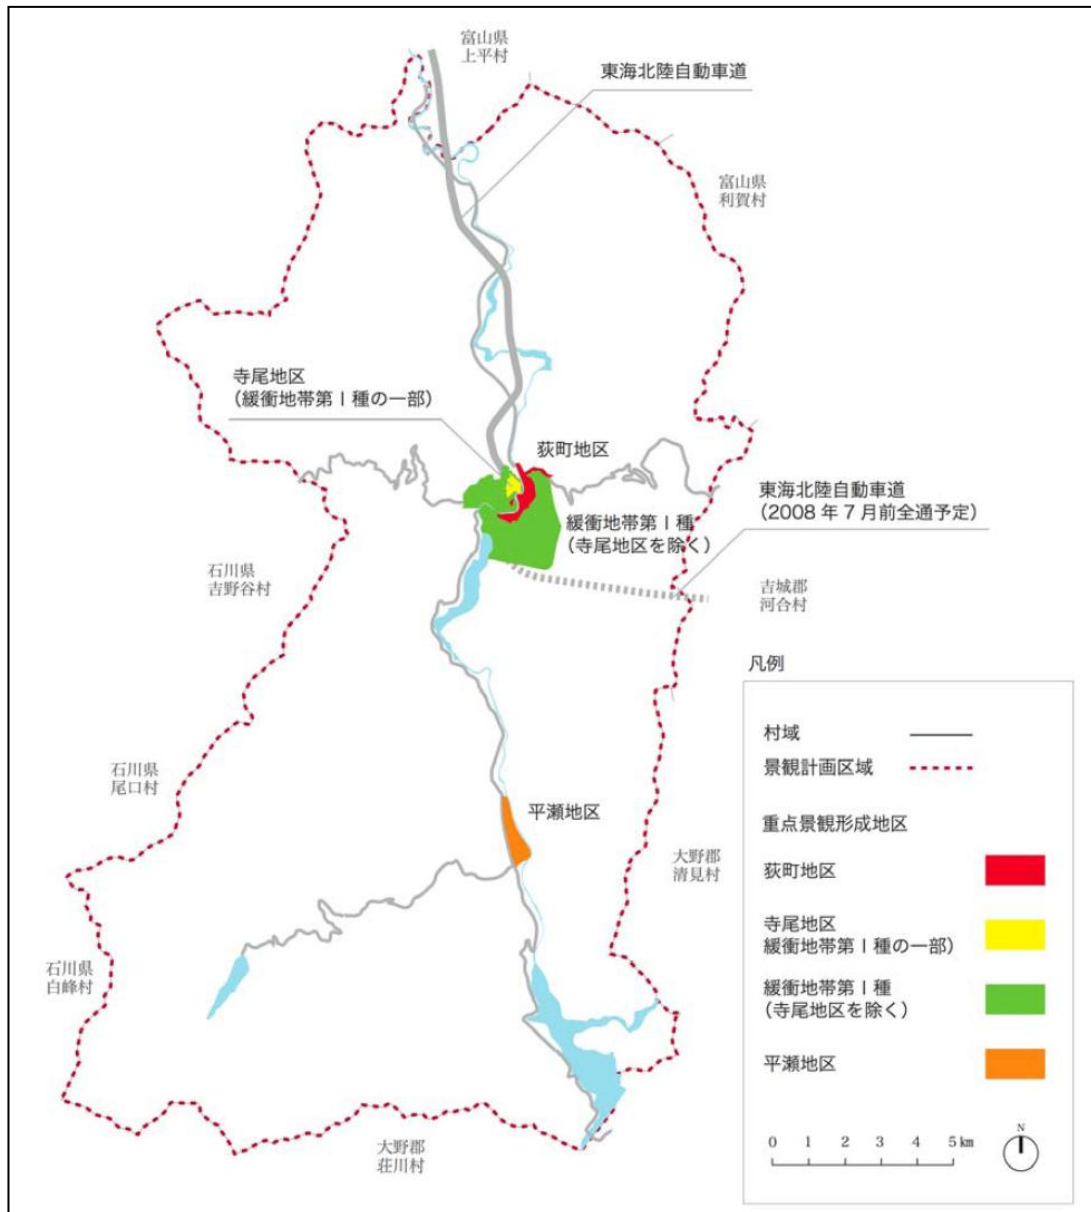 富山県
上平村
東海北陸自動車道
富山県
利賀村
寺尾地区
（緩衝地帯第Ⅰ種の一部）
荻町地区
東海北陸自動車道
（2008 年 7 月前全通予定）
緩衝地帯第Ⅰ種
（寺尾地区を除く）
石川県
吉野谷村
吉城郡
河合村
凡例
村域
景観計画区域
石川県
尾口村
平瀬地区
重点景観形成地区
大野郡
清見村
荻町地区
寺尾地区
緩衝地帯第Ⅰ種の一部）
石川県
白峰村
緩衝地帯第Ⅰ種
（寺尾地区を除く）
平瀬地区
大野郡
荘川村
0 1 2 3 4 5 km
N